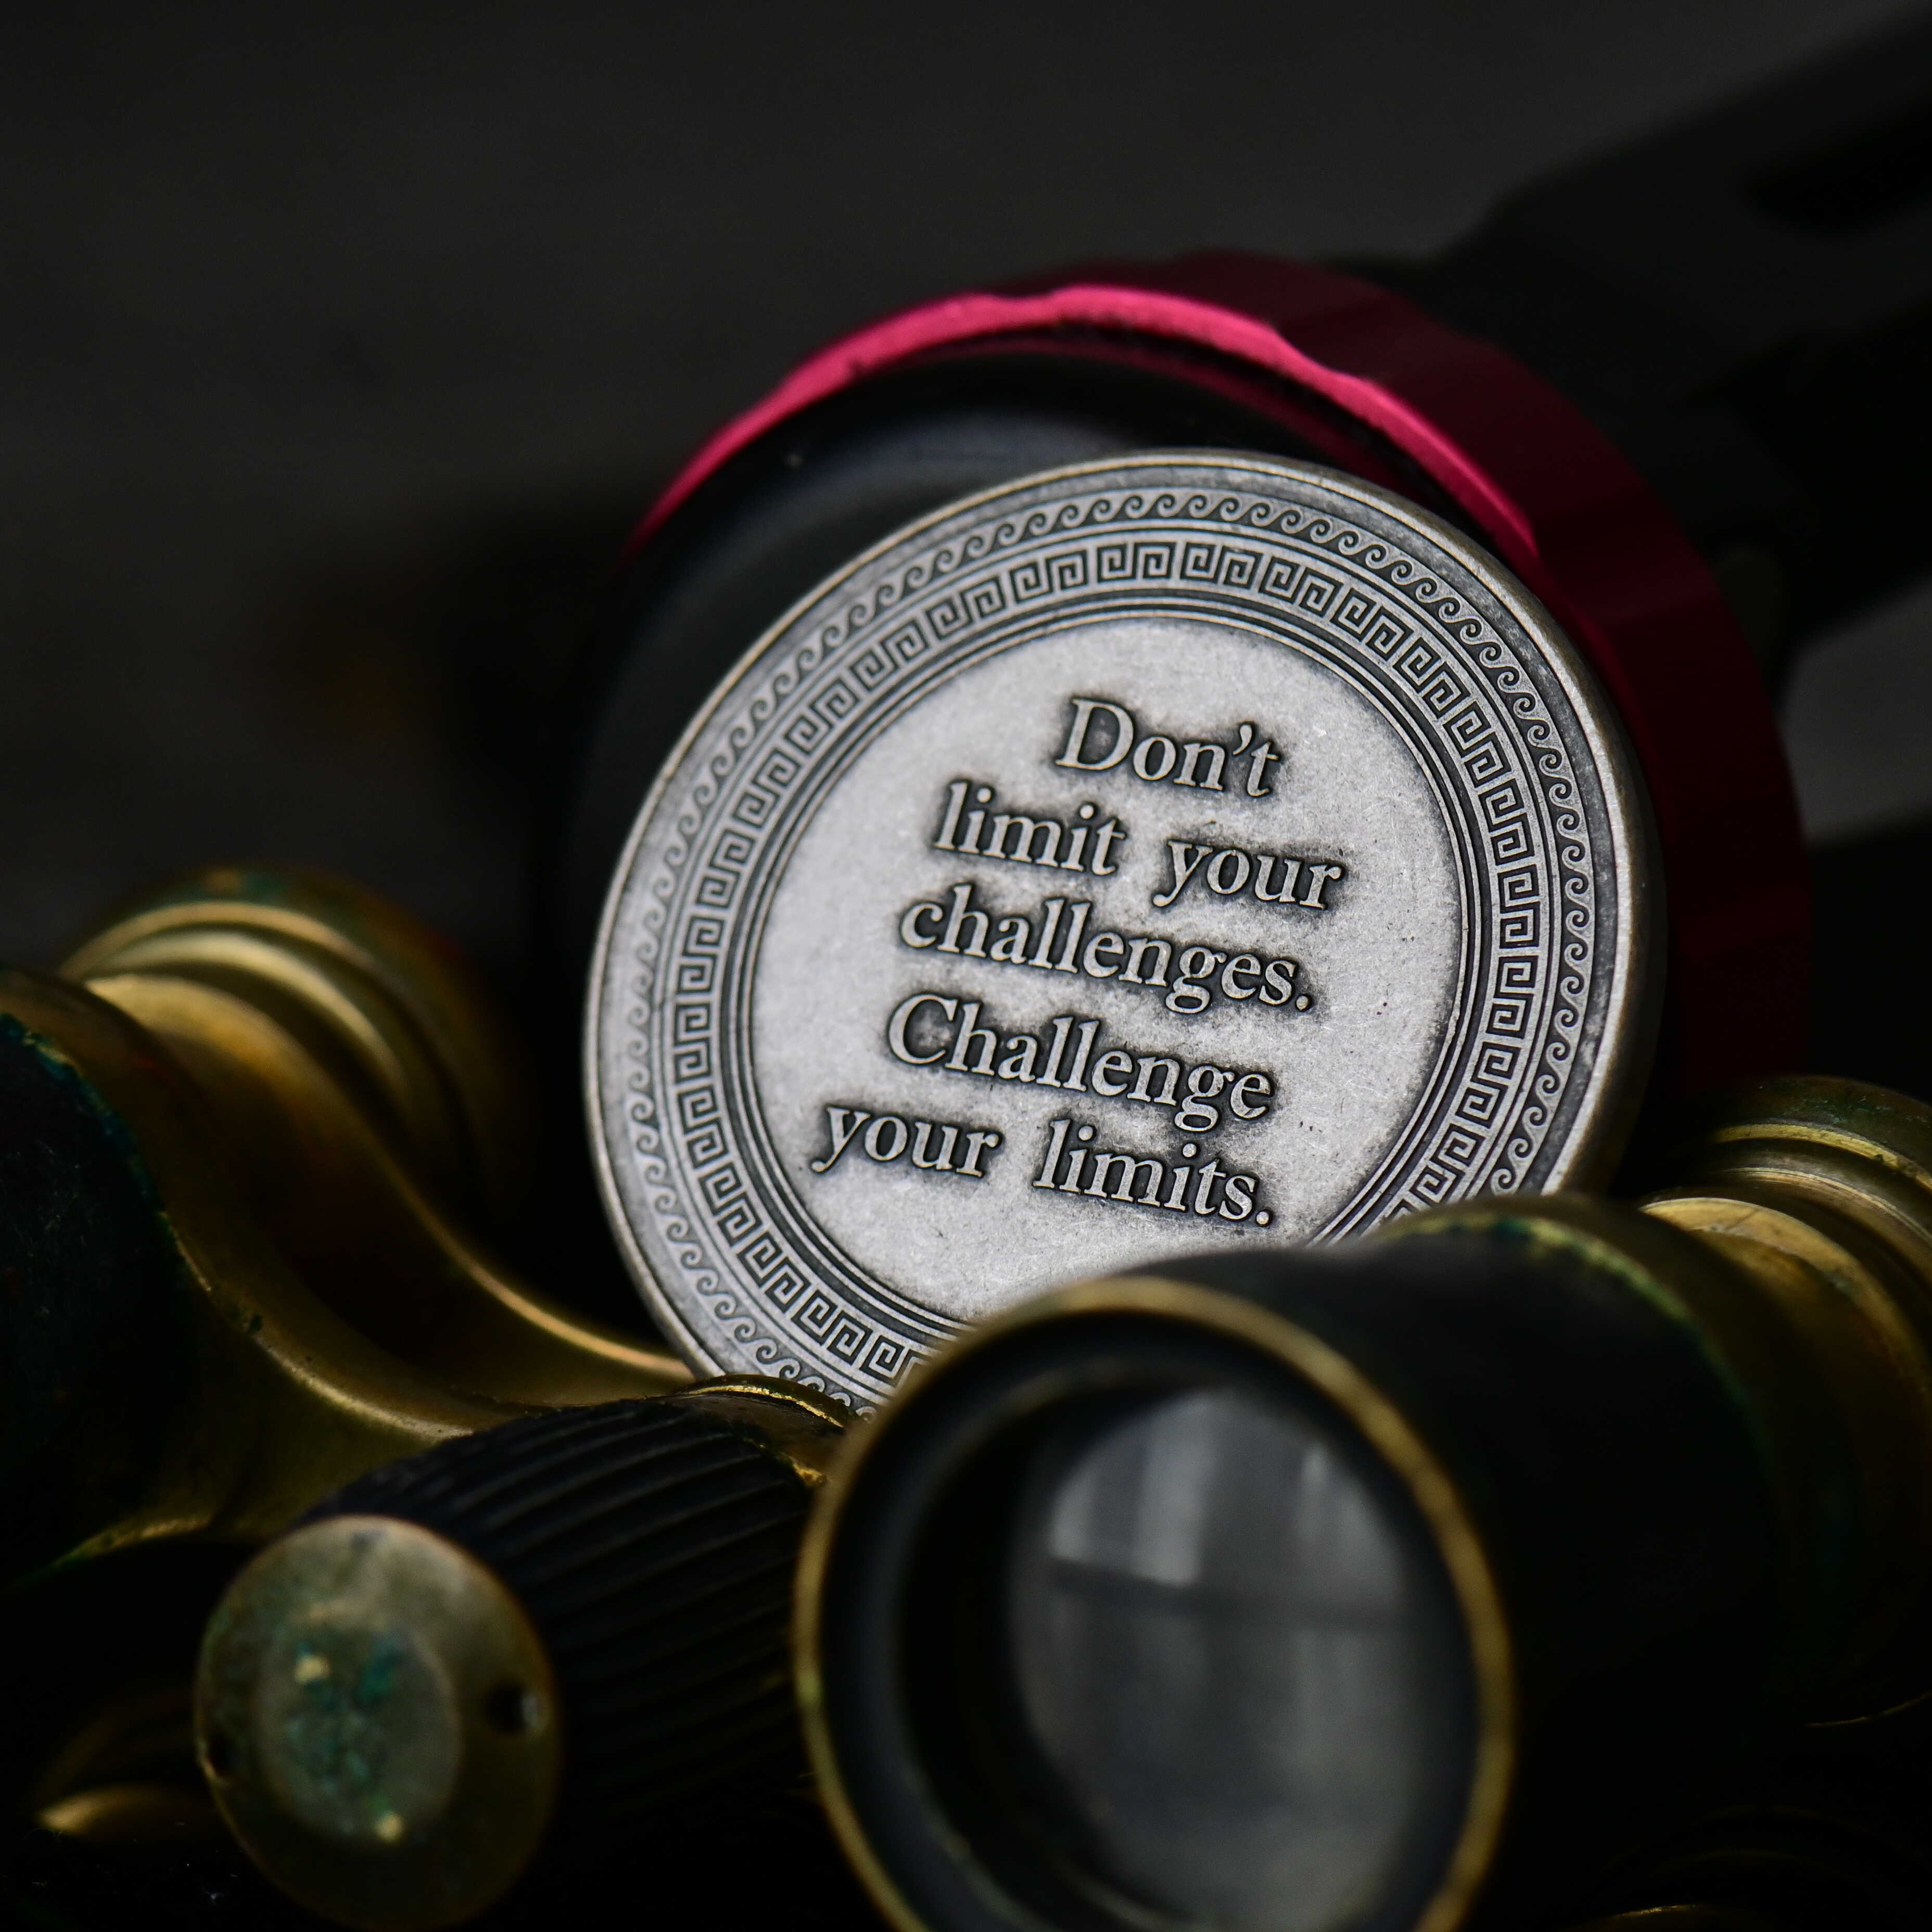 Don't
limit your
challenges.
Challenge
your limits.